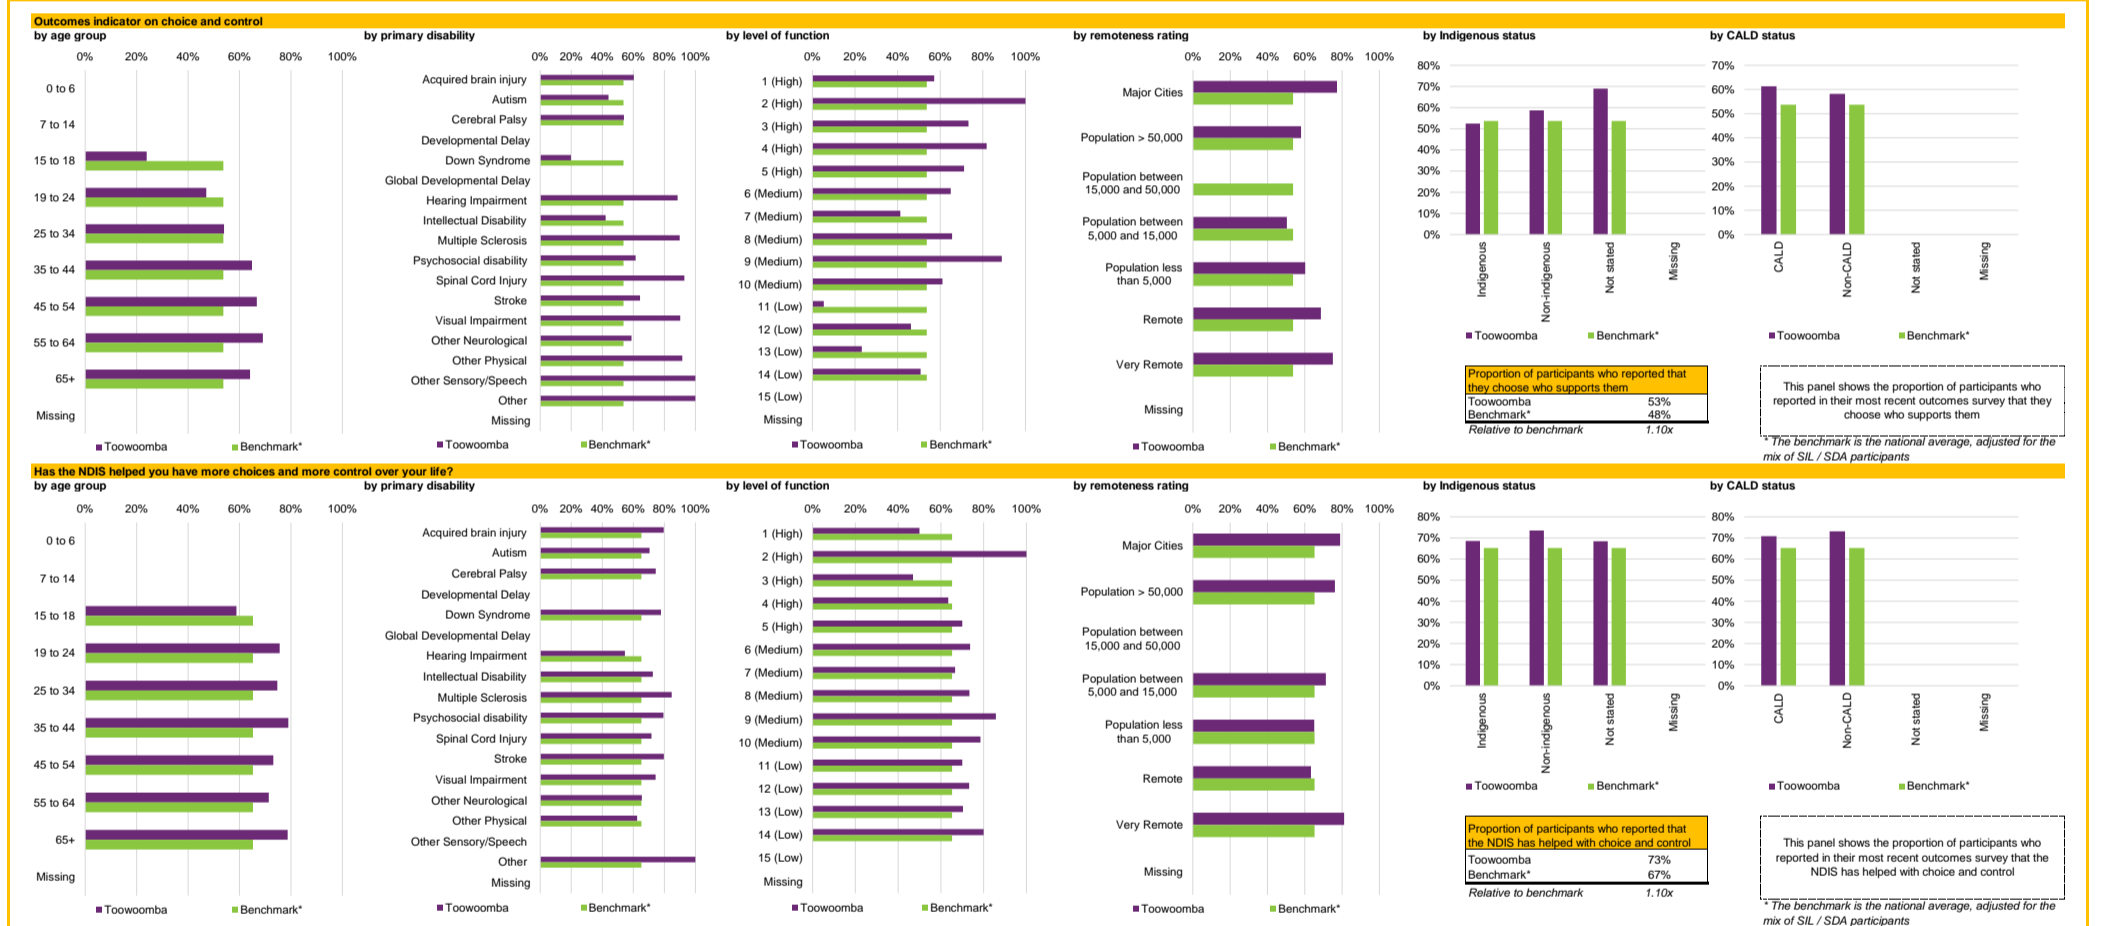 Outcomes indicator on choice and control
by age group
0% 20% 40% 60% 80% 100%
0 to 6
7 to 14
15 to 18
19 to 24
25 to 34
35 to 44
45 to 54
55 to 64
65+
Missing
Toowoomba Benchmark*
by primary disability
0% 20% 40% 60% 80% 100%
Acquired brain injury
Autism
Cerebral Palsy
Developmental Delay
Down Syndrome
Global Developmental Delay
Hearing Impairment
Intellectual Disability
Multiple Sclerosis
Psychosocial disability
Spinal Cord Injury
Stroke
Visual Impairment
Other Neurological
Other Physical
Other Sensory/Speech
Other
Missing
Toowoomba Benchmark*
by level of function
0% 20% 40% 60% 80% 100%
1 (High)
2 (High)
3 (High)
4 (High)
5 (High)
6 (Medium)
7 (Medium)
8 (Medium)
9 (Medium)
10 (Medium)
11 (Low)
12 (Low)
13 (Low)
14 (Low)
15 (Low)
Missing
Toowoomba Benchmark*
by remoteness rating
0% 20% 40% 60% 80% 100%
Major Cities
Population > 50,000
Population between
15,000 and 50,000
Population between
5,000 and 15,000
Population less
than 5,000
Remote
Very Remote
Missing
Toowoomba Benchmark*
by Indigenous status
80%
70%
60%
50%
40%
30%
20%
10%
0%
Indigenous
Non-indigenous
Not stated
Missing
Toowoomba Benchmark*
by CALD status
70%
60%
50%
40%
30%
20%
10%
0%
CALD
Non-CALD
Not stated
Missing
Toowoomba Benchmark*
Proportion of participants who reported that
they choose who supports them
Toowoomba 53%
Benchmark* 48%
Relative to benchmark 1.10x
This panel shows the proportion of participants who
reported in their most recent outcomes survey that they
choose who supports them
* The benchmark is the national average, adjusted for the
mix of SIL / SDA participants
Has the NDIS helped you have more choices and more control over your life?
by age group
0% 20% 40% 60% 80% 100%
0 to 6
7 to 14
15 to 18
19 to 24
25 to 34
35 to 44
45 to 54
55 to 64
65+
Missing
Toowoomba Benchmark*
by primary disability
0% 20% 40% 60% 80% 100%
Acquired brain injury
Autism
Cerebral Palsy
Developmental Delay
Down Syndrome
Global Developmental Delay
Hearing Impairment
Intellectual Disability
Multiple Sclerosis
Psychosocial disability
Spinal Cord Injury
Stroke
Visual Impairment
Other Neurological
Other Physical
Other Sensory/Speech
Other
Missing
Toowoomba Benchmark*
by level of function
0% 20% 40% 60% 80% 100%
1 (High)
2 (High)
3 (High)
4 (High)
5 (High)
6 (Medium)
7 (Medium)
8 (Medium)
9 (Medium)
10 (Medium)
11 (Low)
12 (Low)
13 (Low)
14 (Low)
15 (Low)
Missing
Toowoomba Benchmark*
by remoteness rating
0% 20% 40% 60% 80% 100%
Major Cities
Population > 50,000
Population between
15,000 and 50,000
Population between
5,000 and 15,000
Population less
than 5,000
Remote
Very Remote
Missing
Toowoomba Benchmark*
by Indigenous status
80%
70%
60%
50%
40%
30%
20%
10%
0%
Indigenous
Non-indigenous
Not stated
Missing
Toowoomba Benchmark*
by CALD status
80%
70%
60%
50%
40%
30%
20%
10%
0%
CALD
Non-CALD
Not stated
Missing
Toowoomba Benchmark*
Proportion of participants who reported that
the NDIS has helped with choice and control
Toowoomba 73%
Benchmark* 67%
Relative to benchmark 1.10x
This panel shows the proportion of participants who
reported in their most recent outcomes survey that the
NDIS has helped with choice and control
* The benchmark is the national average, adjusted for the
mix of SIL / SDA participants